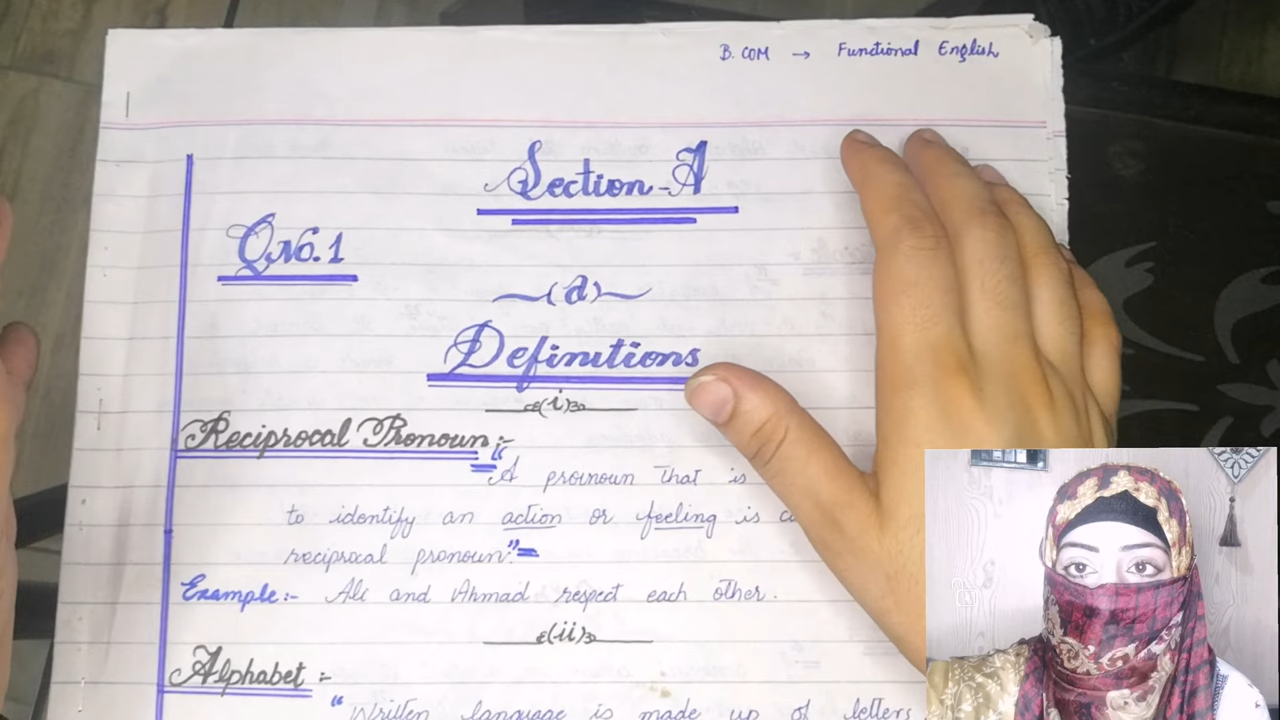 B. COM → Functional English
Section-A
Q No. 1
(a)
Definitions
(i)
Reciprocal Pronoun:-
"A pronoun that is
to identify an action or feeling is
reciprocal pronoun."
Example:- Ali and Ahmad respect each other.
(ii)
Alphabet :-
"Written language is made up of letters